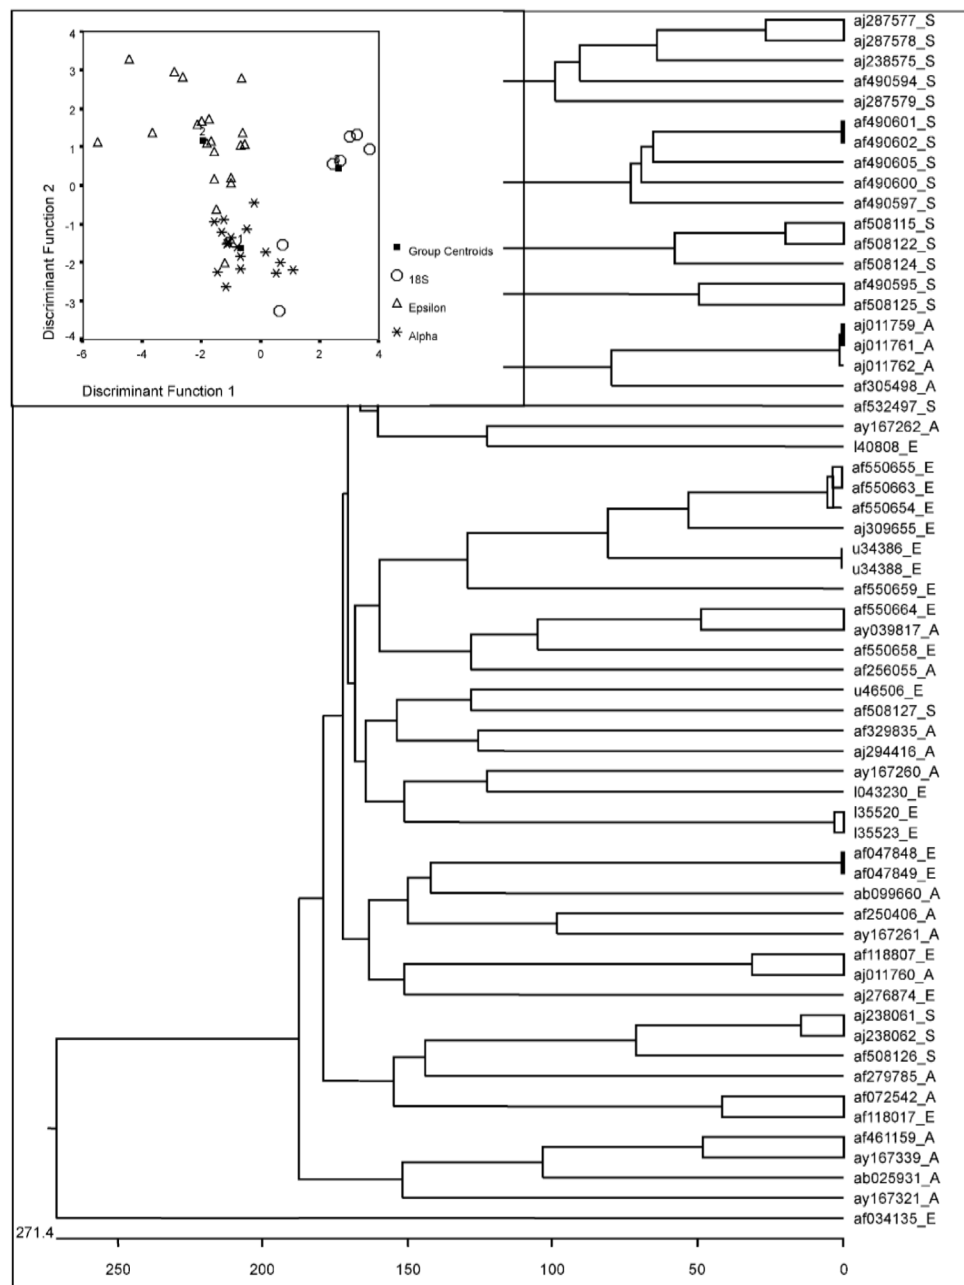 4
3
2
1
0
-1
-2
-3
-4
-6
-4
-2
0
2
4
Discriminant Function 2
Discriminant Function 1
2
1
Group Centroids
18S
Epsilon
Alpha
aj287577_S
aj287578_S
aj238575_S
af490594_S
aj287579_S
af490601_S
af490602_S
af490605_S
af490600_S
af490597_S
af508115_S
af508122_S
af508124_S
af490595_S
af508125_S
aj011759_A
aj011761_A
aj011762_A
af305498_A
af532497_S
ay167262_A
l40808_E
af550655_E
af550663_E
af550654_E
aj309655_E
u34386_E
u34388_E
af550659_E
af550664_E
ay039817_A
af550658_E
af256055_A
u46506_E
af508127_S
af329835_A
aj294416_A
ay167260_A
l043230_E
l35520_E
l35523_E
af047848_E
af047849_E
ab099660_A
af250406_A
ay167261_A
af118807_E
aj011760_A
aj276874_E
aj238061_S
aj238062_S
af508126_S
af279785_A
af072542_A
af118017_E
af461159_A
ay167339_A
ab025931_A
ay167321_A
af034135_E
271.4
250
200
150
100
50
0